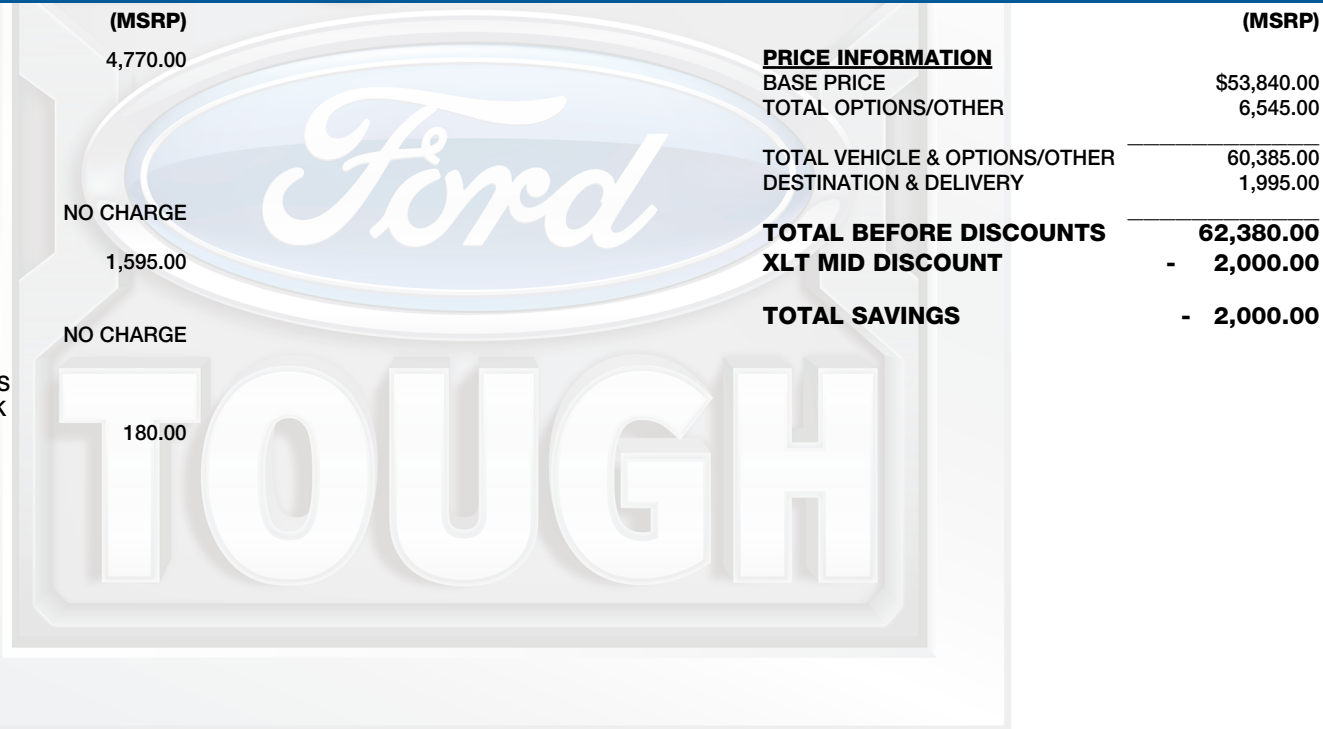 (MSRP)
4,770.00
NO CHARGE
1,595.00
NO CHARGE
S
K
180.00
Ford
TOUGH
(MSRP)
PRICE INFORMATION
BASE PRICE $53,840.00
TOTAL OPTIONS/OTHER 6,545.00
TOTAL VEHICLE & OPTIONS/OTHER 60,385.00
DESTINATION & DELIVERY 1,995.00
TOTAL BEFORE DISCOUNTS 62,380.00
XLT MID DISCOUNT - 2,000.00
TOTAL SAVINGS - 2,000.00